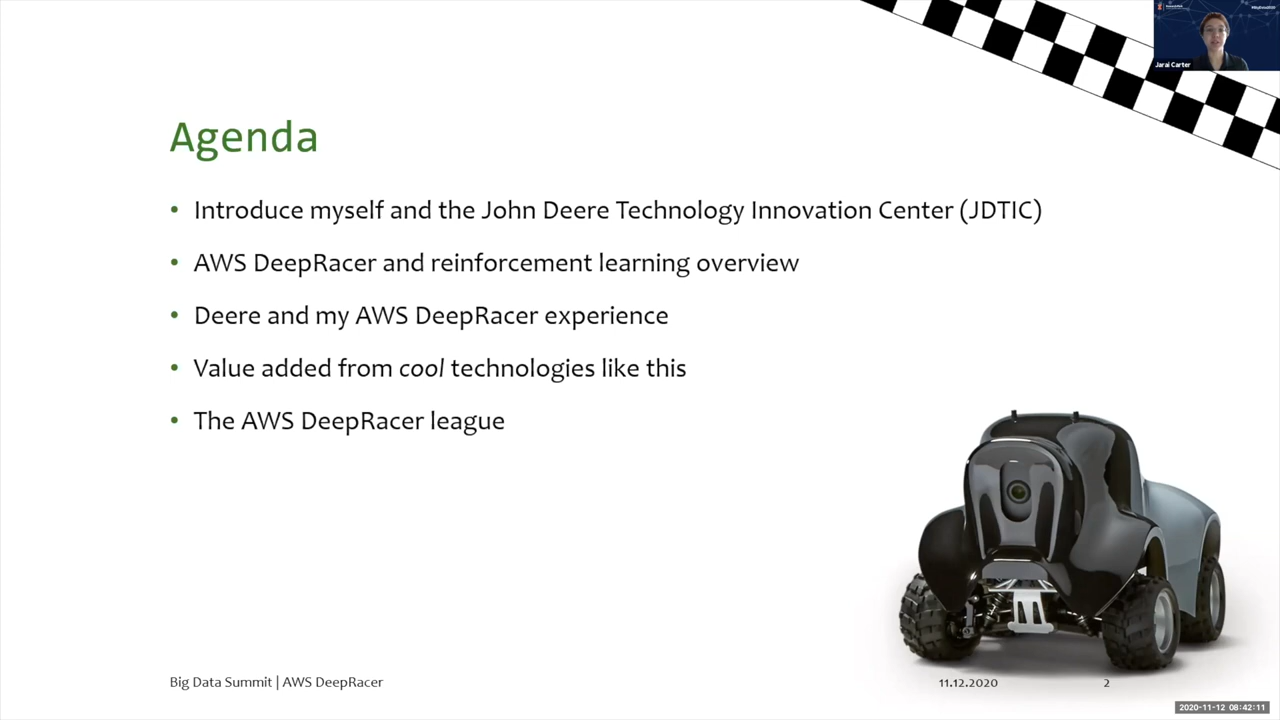 Jarai Carter
Agenda
• Introduce myself and the John Deere Technology Innovation Center (JDTIC)
• AWS DeepRacer and reinforcement learning overview
• Deere and my AWS DeepRacer experience
• Value added from cool technologies like this
• The AWS DeepRacer league
Big Data Summit | AWS DeepRacer
11.12.2020
2
2020-11-12 08:42:11